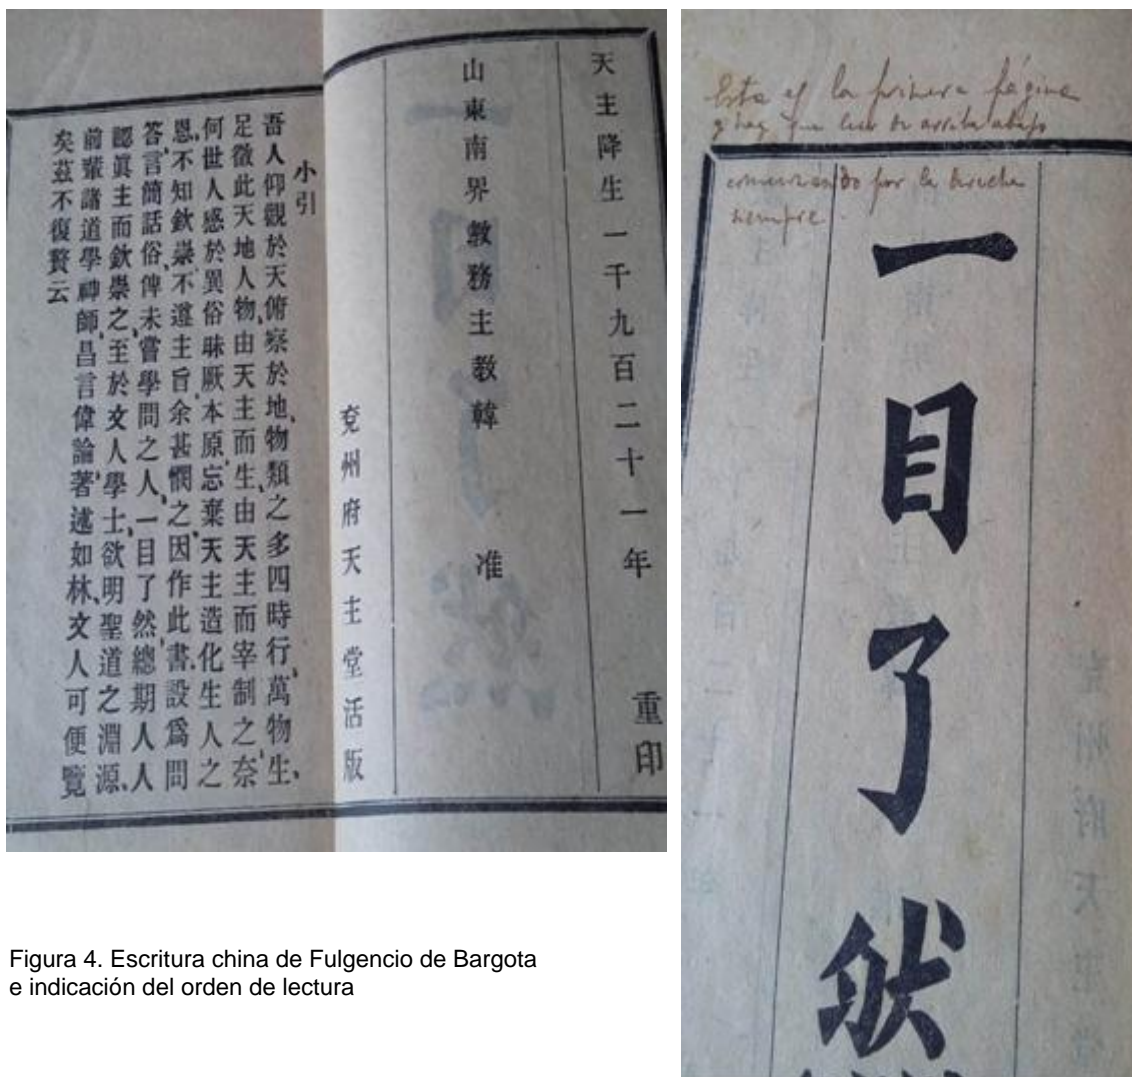 天主降生一千九百二十一年 重印
山東南界教務主教韓 准
兗州府天主堂活版
小引
吾人仰觀於天、俯察於地、物類之多四時行、萬物生、
足徵此天地人物由天主而生、由天主而宰制之奈
何世人感於異俗昧厥本原、忘棄天主造化生人之
恩、不知欽崇、不遵主旨、余甚憫之、因作此書、設爲問
答、言簡話俗、俾未嘗學問之人、一目了然、總期人人
認眞主而欽崇之、至於文人學士、欲明聖道之淵源、
前輩諸道學神師、昌言偉論、著述如林、文人可便覽
矣茲不復贅云
Esta es la primera página
y hay que leer de arriba abajo
comenzando por la derecha
siempre.
一目了然
Figura 4. Escritura china de Fulgencio de Bargota
e indicación del orden de lectura